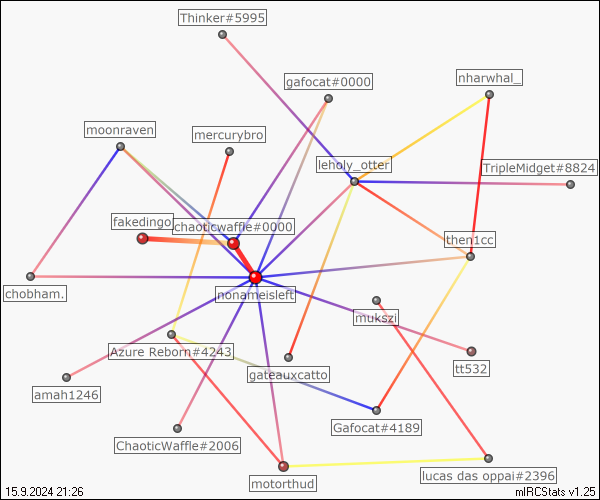 Thinker#5995
gafocat#0000
nharwhal_
moonraven
mercurybro
leholy_otter
TripleMidget#8824
fakedingo
chaoticwaffle#0000
then1cc
chobham.
nonameisleft
mukszi
Azure Reborn#4243
gateauxcatto
tt532
amah1246
Gafocat#4189
ChaoticWaffle#2006
motorthud
lucas das oppai#2396
15.9.2024 21:26
mIRCStats v1.25